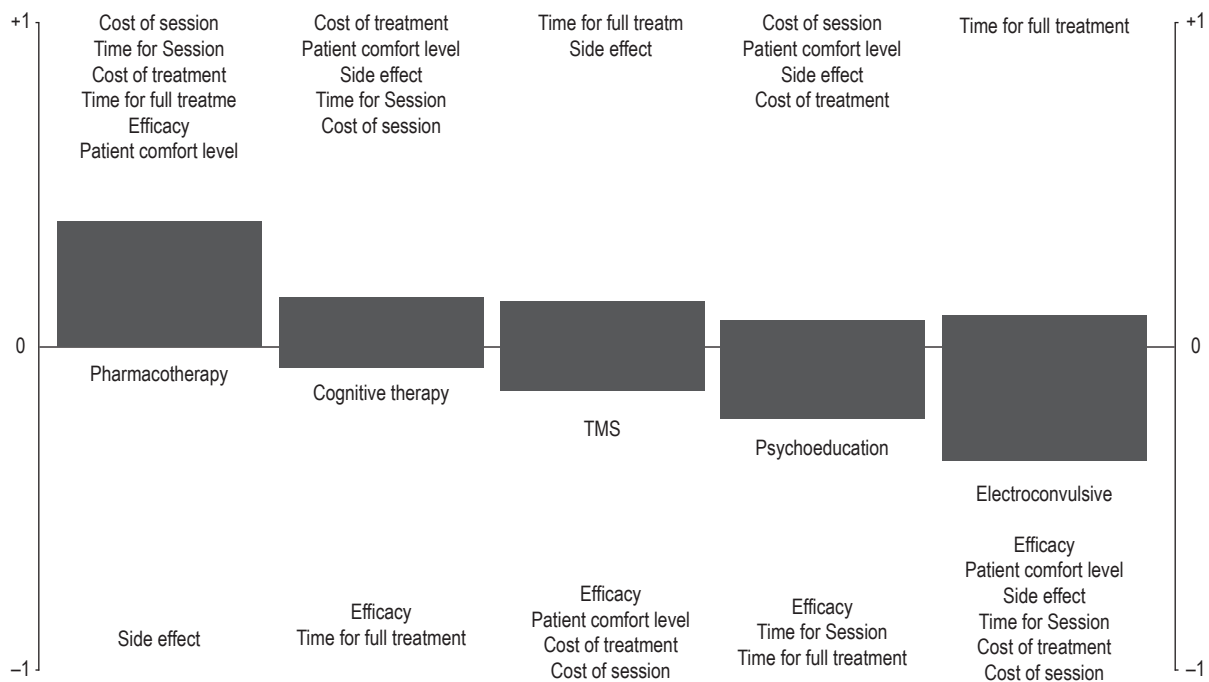 +1
Cost of session
Time for Session
Cost of treatment
Time for full treatme
Efficacy
Patient comfort level
Cost of treatment
Patient comfort level
Side effect
Time for Session
Cost of session
Time for full treatm
Side effect
Cost of session
Patient comfort level
Side effect
Cost of treatment
Time for full treatment
+1
0
0
Pharmacotherapy
Cognitive therapy
TMS
Psychoeducation
Electroconvulsive
Side effect
Efficacy
Time for full treatment
Efficacy
Patient comfort level
Cost of treatment
Cost of session
Efficacy
Time for Session
Time for full treatment
Efficacy
Patient comfort level
Side effect
Time for Session
Cost of treatment
Cost of session
–1
–1